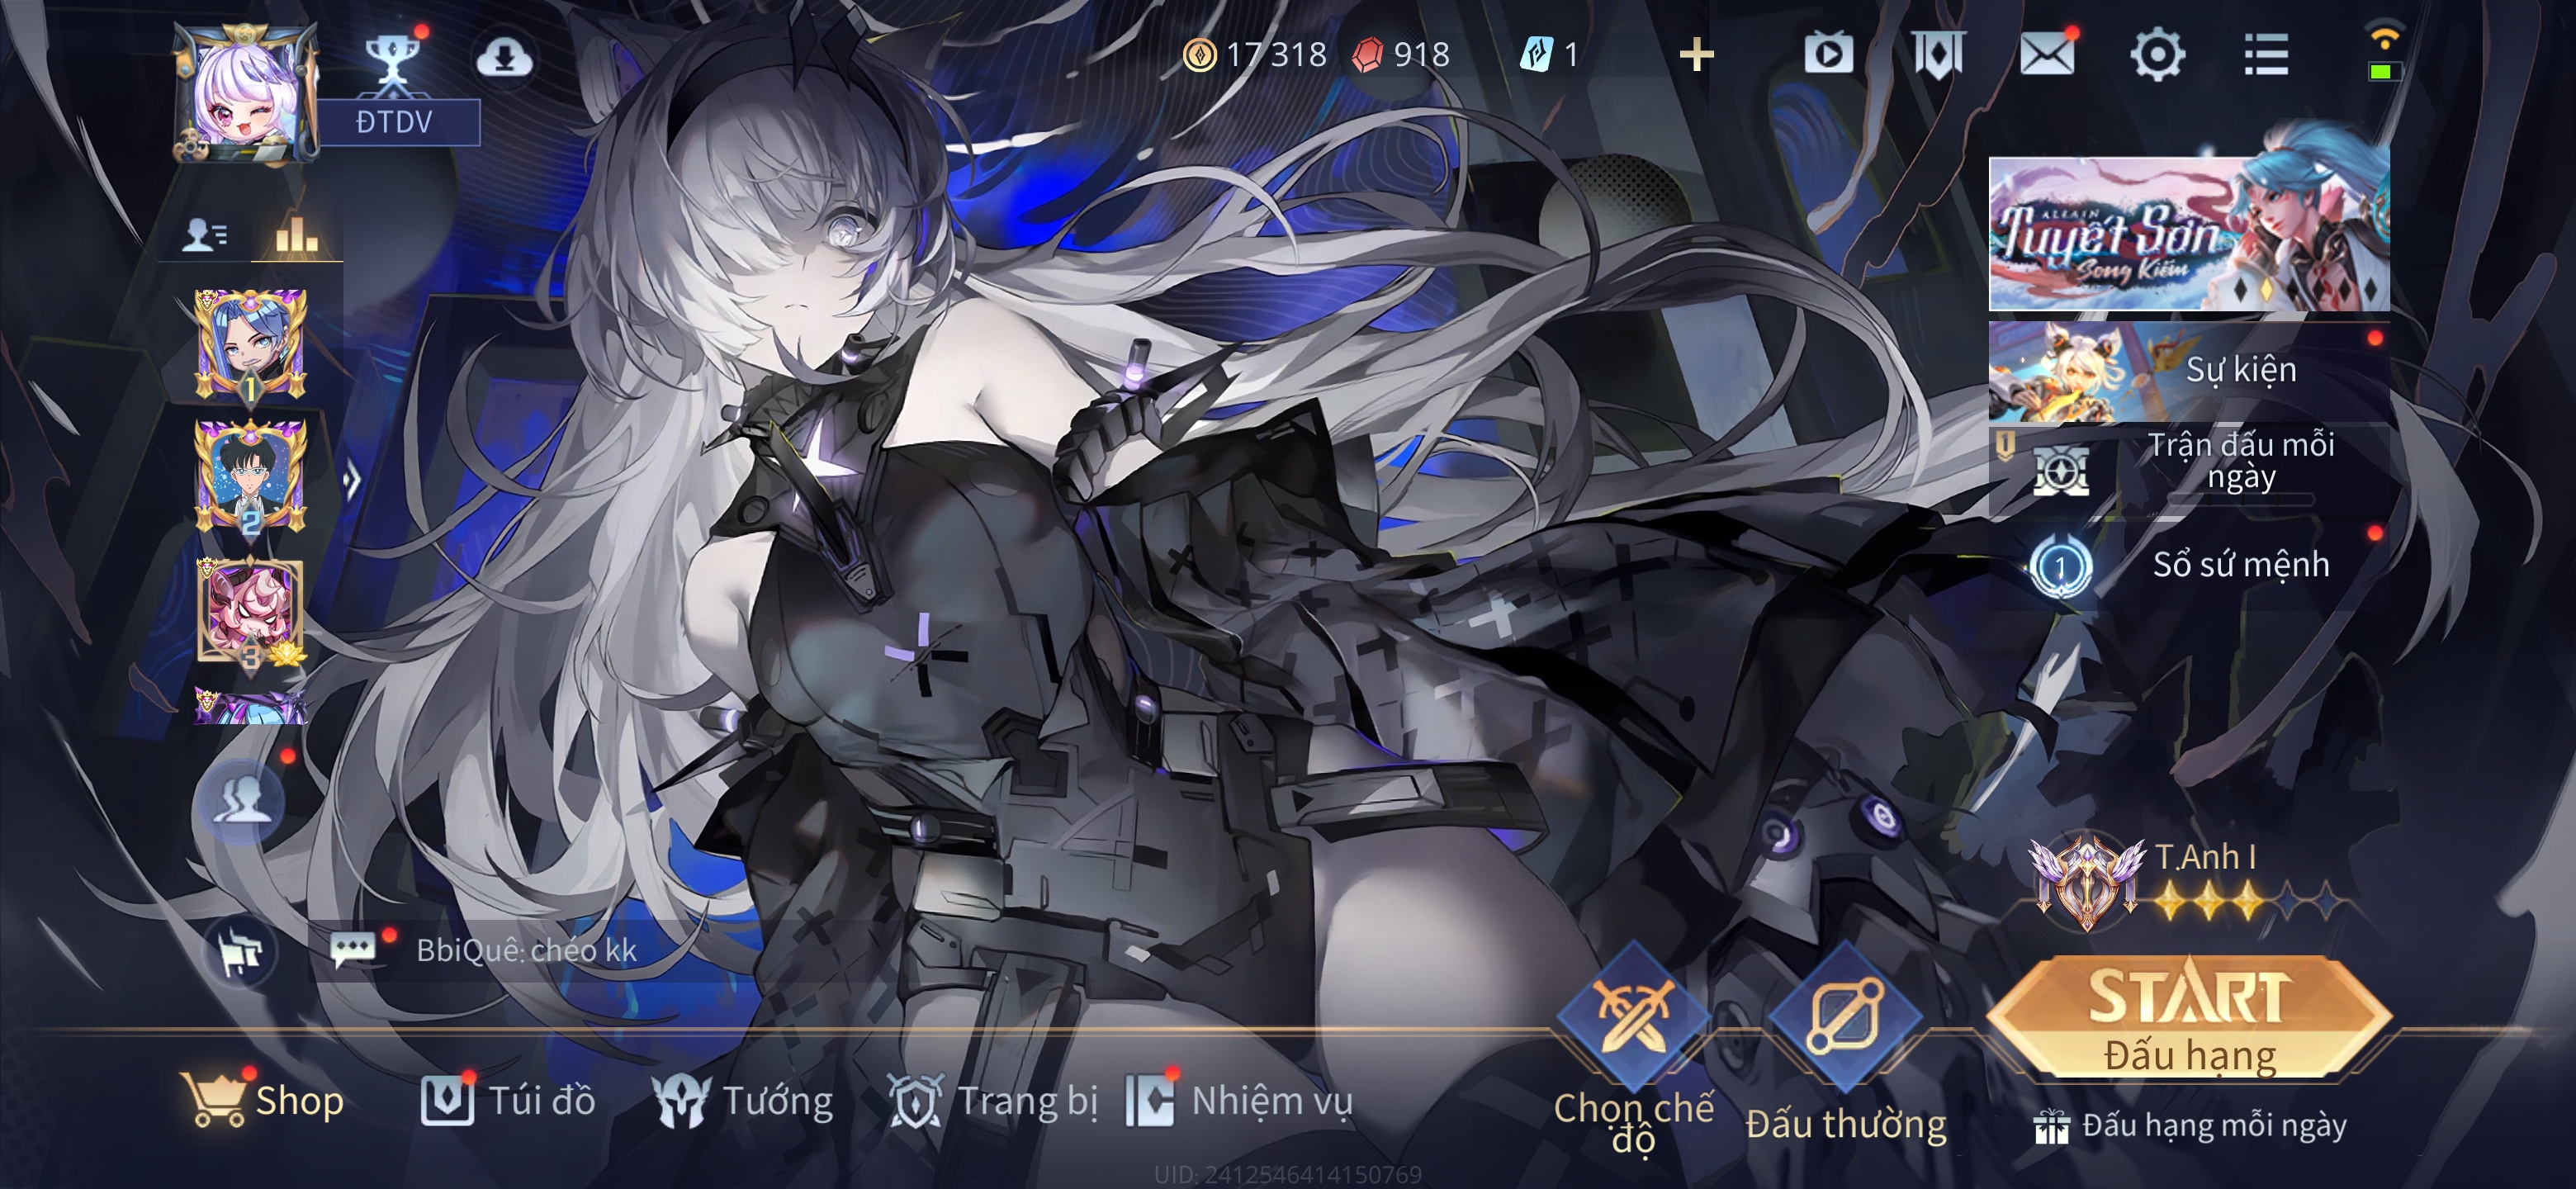 17 318
918
1
ĐTDV
ALLAIN
Tuyết Sơn
Song Kiếm
1
2
3
Sự kiện
1
Trận đấu mỗi
ngày
1
Sổ sứ mệnh
T.Anh I
BbiQuê: chéo kk
START
Đấu hạng
Shop
Túi đồ
Tướng
Trang bị
Nhiệm vụ
Chọn chế
độ
Đấu thường
Đấu hạng mỗi ngày
UID: 2412546414150769